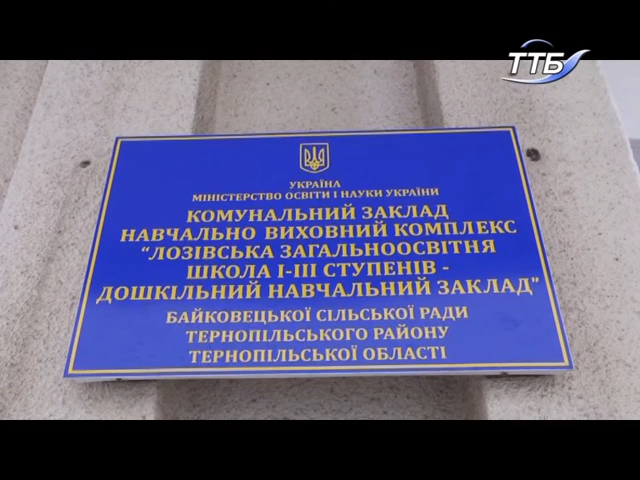 ТТБ
УКРАЇНА
МІНІСТЕРСТВО ОСВІТИ І НАУКИ УКРАЇНИ
КОМУНАЛЬНИЙ ЗАКЛАД
НАВЧАЛЬНО ВИХОВНИЙ КОМПЛЕКС
"ЛОЗІВСЬКА ЗАГАЛЬНООСВІТНЯ
ШКОЛА І-ІІІ СТУПЕНІВ -
ДОШКІЛЬНИЙ НАВЧАЛЬНИЙ ЗАКЛАД"
БАЙКОВЕЦЬКОЇ СІЛЬСЬКОЇ РАДИ
ТЕРНОПІЛЬСЬКОГО РАЙОНУ
ТЕРНОПІЛЬСЬКОЇ ОБЛАСТІ